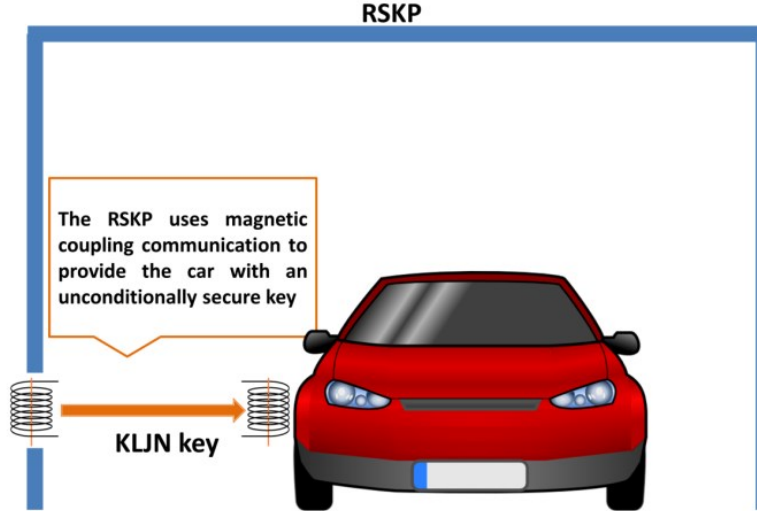 RSKP
The RSKP uses magnetic
coupling communication to
provide the car with an
unconditionally secure key
KLJN key